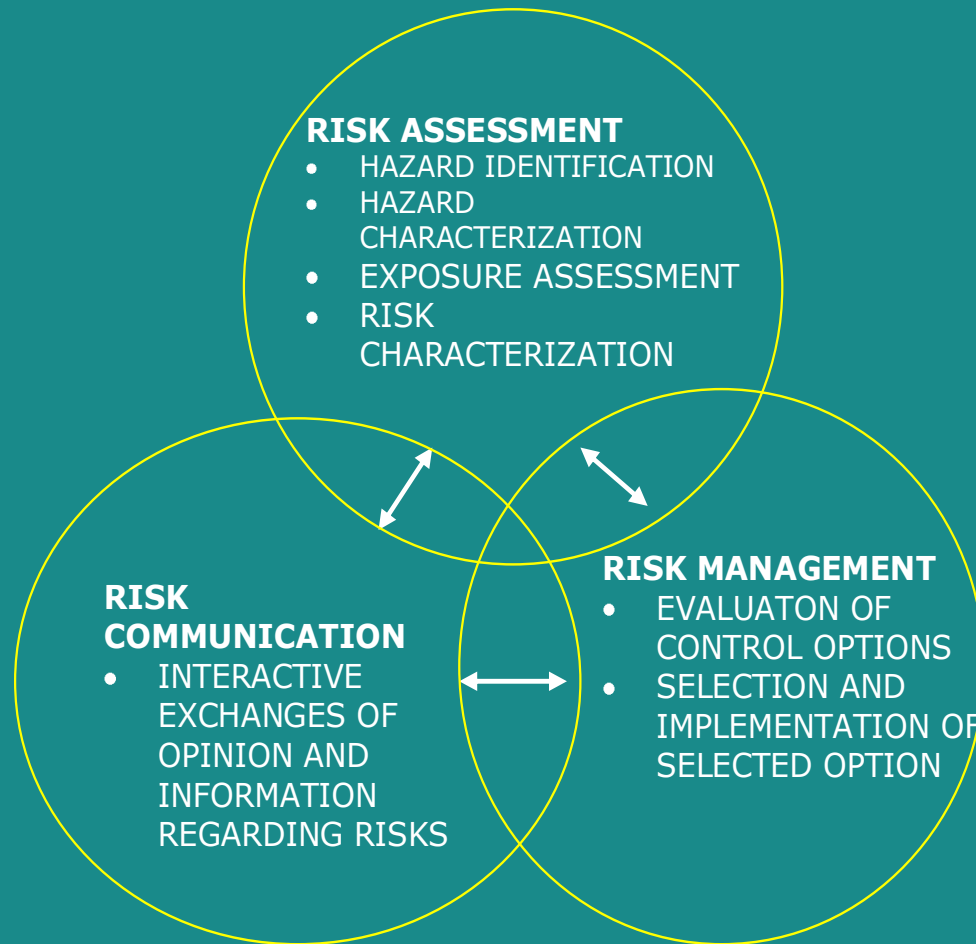 RISK ASSESSMENT
• HAZARD IDENTIFICATION
• HAZARD
CHARACTERIZATION
• EXPOSURE ASSESSMENT
• RISK
CHARACTERIZATION
RISK
COMMUNICATION
• INTERACTIVE
EXCHANGES OF
OPINION AND
INFORMATION
REGARDING RISKS
RISK MANAGEMENT
• EVALUATON OF
CONTROL OPTIONS
• SELECTION AND
IMPLEMENTATION OF
SELECTED OPTION